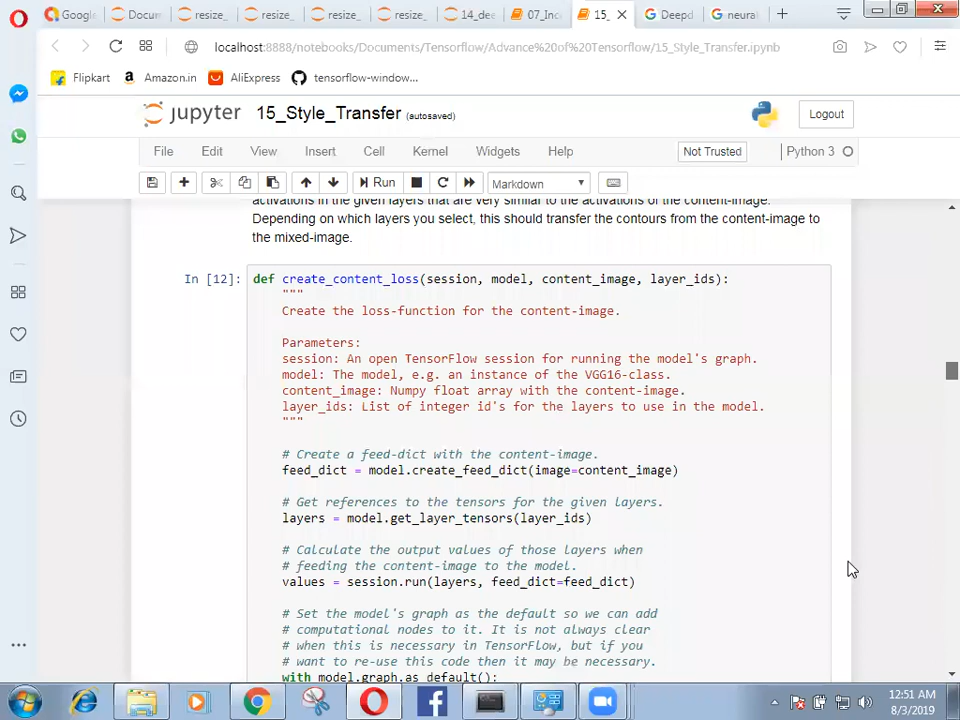 Google
Docum
resize_
resize_
resize_
resize_
14_dee
07_Inc
15_
Deepd
neura
localhost:8888/notebooks/Documents/Tensorflow/Advance%20of%20Tensorflow/15_Style_Transfer.ipynb
Flipkart
Amazon.in
AliExpress
tensorflow-window...
jupyter 15_Style_Transfer (autosaved)
Logout
File Edit View Insert Cell Kernel Widgets Help
Not Trusted
Python 3
Run
Markdown
activations in the given layers that are very similar to the activations of the content-image.
Depending on which layers you select, this should transfer the contours from the content-image to
the mixed-image.
In [12]: def create_content_loss(session, model, content_image, layer_ids):
"""
Create the loss-function for the content-image.
Parameters:
session: An open TensorFlow session for running the model's graph.
model: The model, e.g. an instance of the VGG16-class.
content_image: Numpy float array with the content-image.
layer_ids: List of integer id's for the layers to use in the model.
"""
# Create a feed-dict with the content-image.
feed_dict = model.create_feed_dict(image=content_image)
# Get references to the tensors for the given layers.
layers = model.get_layer_tensors(layer_ids)
# Calculate the output values of those layers when
# feeding the content-image to the model.
values = session.run(layers, feed_dict=feed_dict)
# Set the model's graph as the default so we can add
# computational nodes to it. It is not always clear
# when this is necessary in TensorFlow, but if you
# want to re-use this code then it may be necessary.
with model.graph.as_default():
12:51 AM
8/3/2019